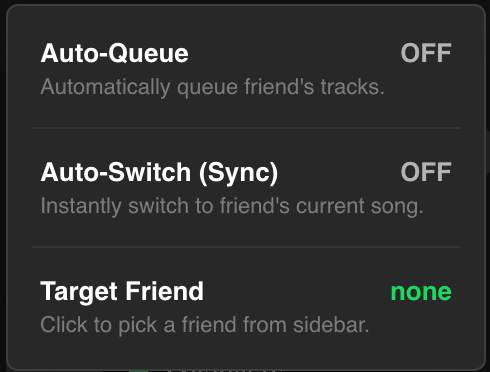 Auto-Queue OFF
Automatically queue friend's tracks.
Auto-Switch (Sync) OFF
Instantly switch to friend's current song.
Target Friend none
Click to pick a friend from sidebar.